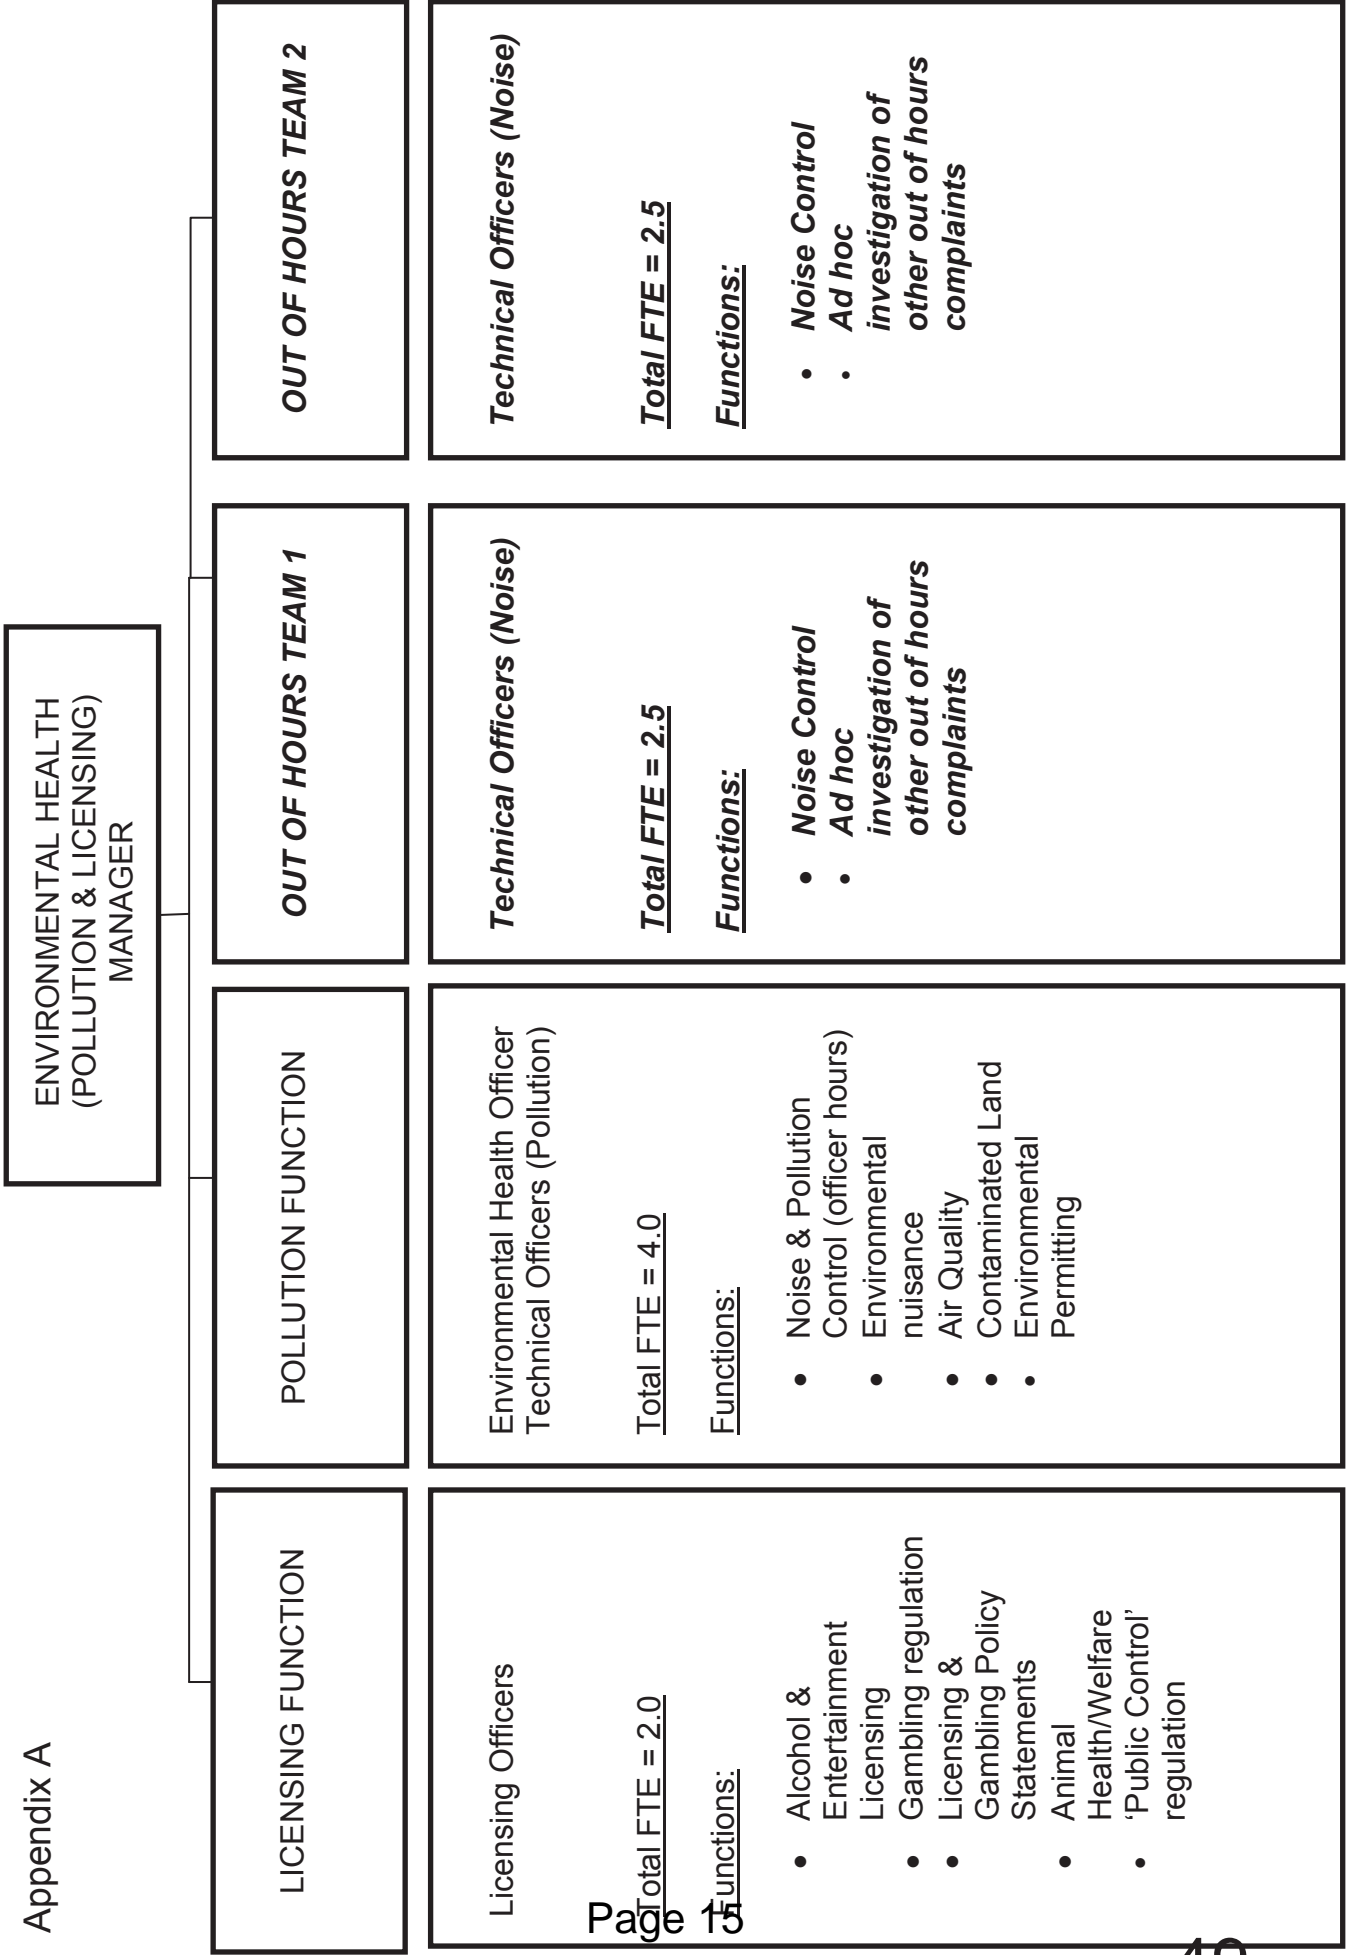 Appendix A
ENVIRONMENTAL HEALTH
(POLLUTION & LICENSING)
MANAGER
LICENSING FUNCTION
Licensing Officers
Total FTE = 2.0
Functions:
• Alcohol &
Entertainment
Licensing
• Gambling regulation
• Licensing &
Gambling Policy
Statements
• Animal
Health/Welfare
• ‘Public Control’
regulation
POLLUTION FUNCTION
Environmental Health Officer
Technical Officers (Pollution)
Total FTE = 4.0
Functions:
• Noise & Pollution
Control (officer hours)
• Environmental
nuisance
• Air Quality
• Contaminated Land
• Environmental
Permitting
OUT OF HOURS TEAM 1
Technical Officers (Noise)
Total FTE = 2.5
Functions:
• Noise Control
• Ad hoc
investigation of
other out of hours
complaints
OUT OF HOURS TEAM 2
Technical Officers (Noise)
Total FTE = 2.5
Functions:
• Noise Control
• Ad hoc
investigation of
other out of hours
complaints
Page 15